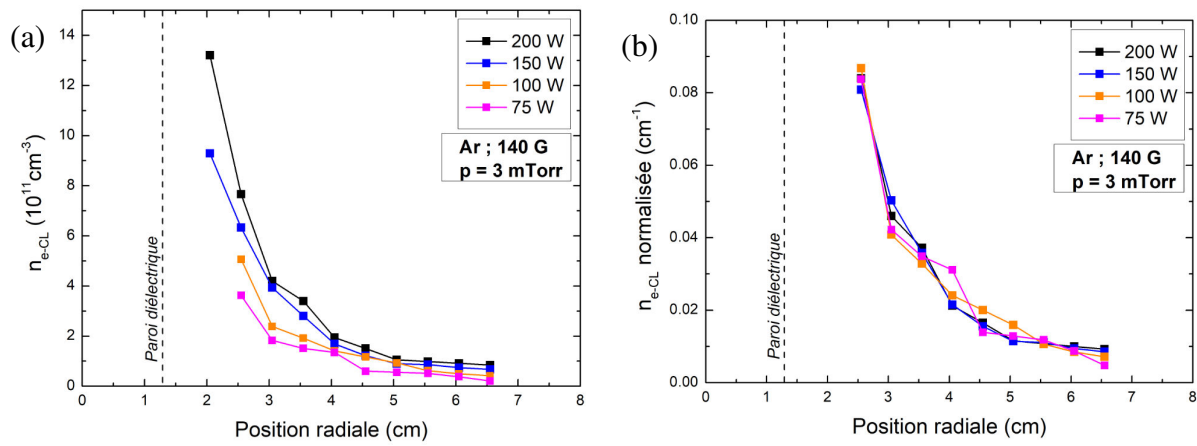 (a)
14
12
10
8
6
4
2
0
n_e-CL (10^11 cm^-3)
200 W
150 W
100 W
75 W
Ar ; 140 G
p = 3 mTorr
Paroi diélectrique
0 1 2 3 4 5 6 7 8
Position radiale (cm)
(b)
0.10
0.08
0.06
0.04
0.02
0.00
n_e-CL normalisée (cm^-1)
200 W
150 W
100 W
75 W
Ar ; 140 G
p = 3 mTorr
Paroi diélectrique
0 1 2 3 4 5 6 7 8
Position radiale (cm)